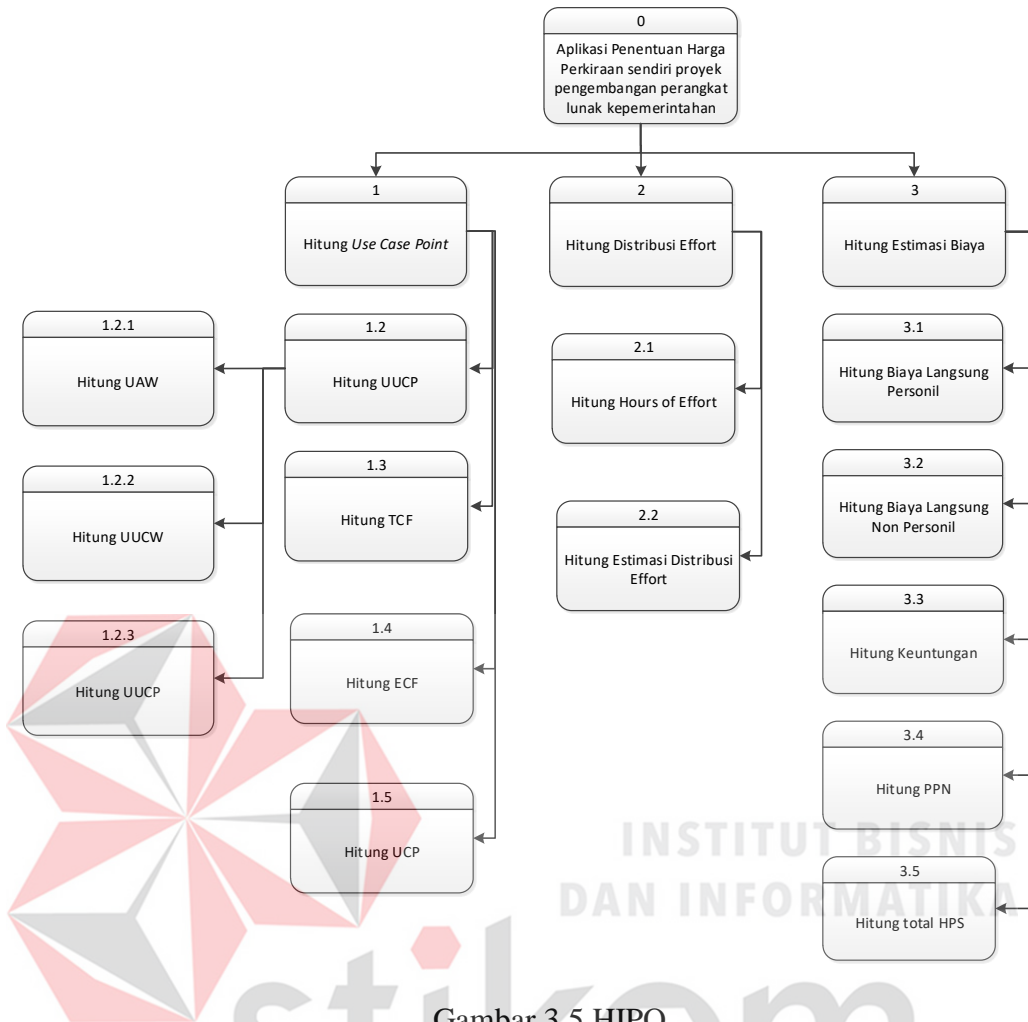 0
Aplikasi Penentuan Harga
Perkiraan sendiri proyek
pengembangan perangkat
lunak kepemerintahan
1
Hitung Use Case Point
2
Hitung Distribusi Effort
3
Hitung Estimasi Biaya
1.2.1
Hitung UAW
1.2
Hitung UUCP
2.1
Hitung Hours of Effort
3.1
Hitung Biaya Langsung
Personil
1.2.2
Hitung UUCW
1.3
Hitung TCF
2.2
Hitung Estimasi Distribusi
Effort
3.2
Hitung Biaya Langsung
Non Personil
1.2.3
Hitung UUCP
1.4
Hitung ECF
3.3
Hitung Keuntungan
1.5
Hitung UCP
3.4
Hitung PPN
3.5
Hitung total HPS
INSTITUT BISNIS
DAN INFORMATIKA
stikom
Gambar 3.5 HIPO